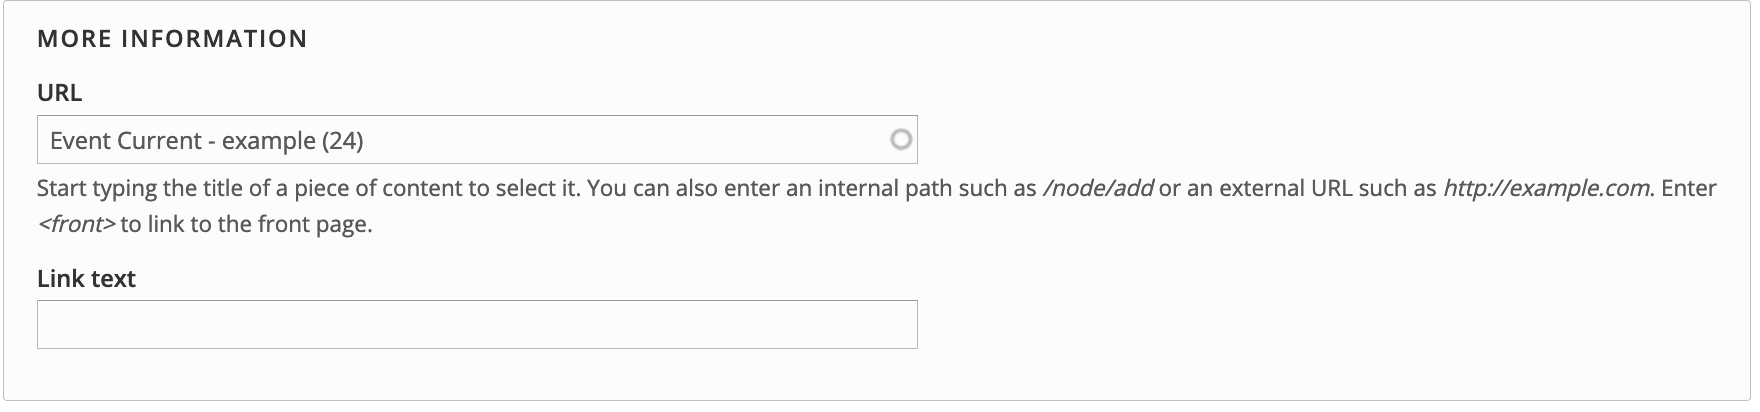 MORE INFORMATION
URL
Event Current - example (24)
Start typing the title of a piece of content to select it. You can also enter an internal path such as /node/add or an external URL such as http://example.com. Enter
<front> to link to the front page.
Link text